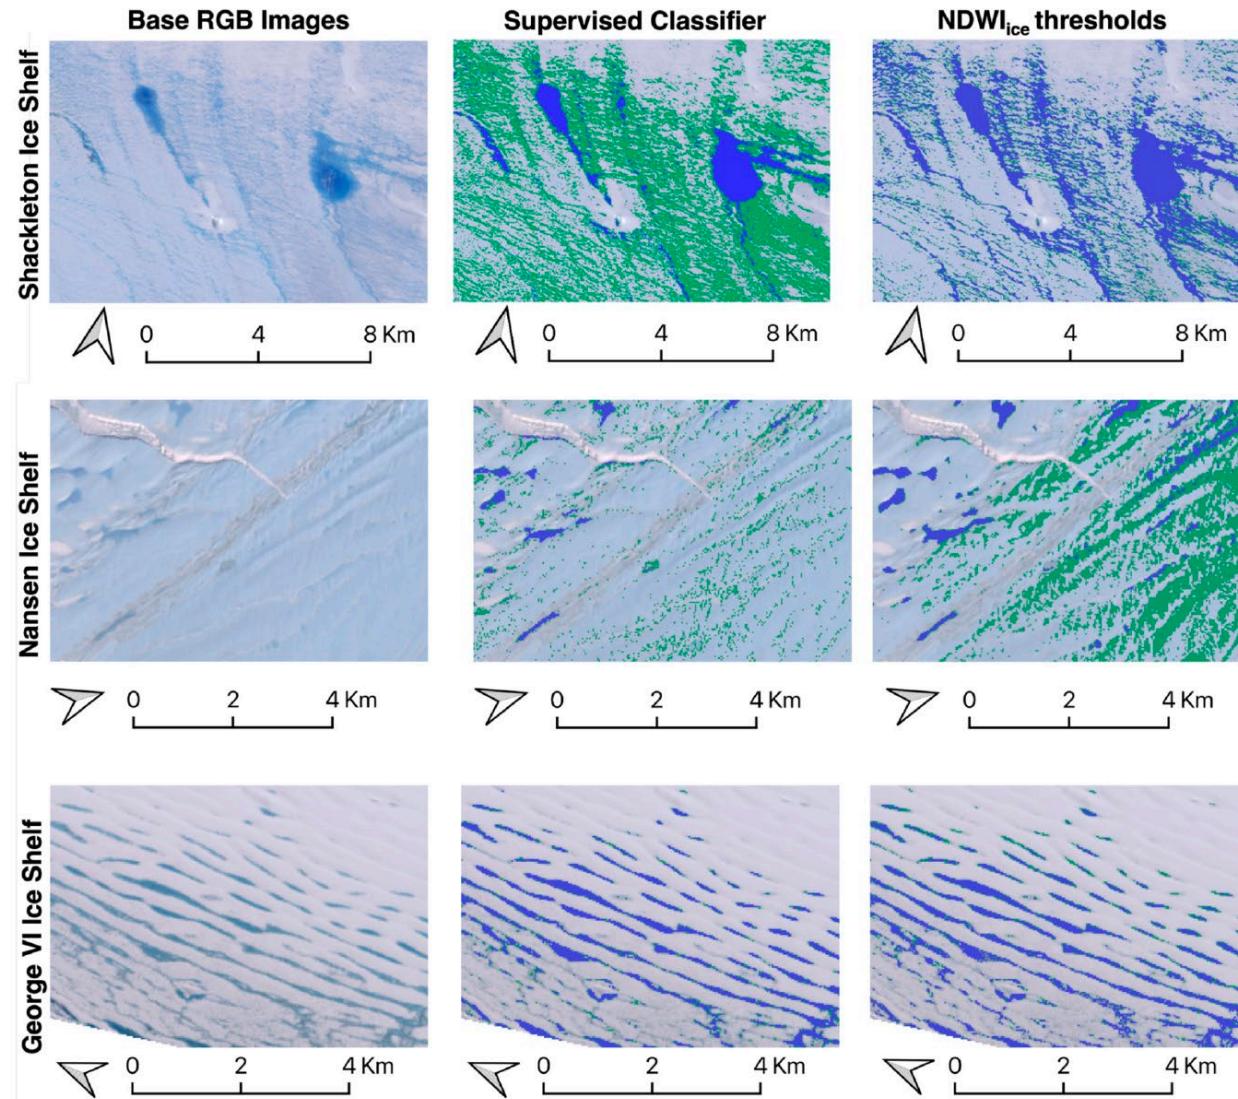 Base RGB Images
Supervised Classifier
NDWIice thresholds
Shackleton Ice Shelf
0 4 8 Km
0 4 8 Km
0 4 8 Km
Nansen Ice Shelf
0 2 4 Km
0 2 4 Km
0 2 4 Km
George VI Ice Shelf
0 2 4 Km
0 2 4 Km
0 2 4 Km